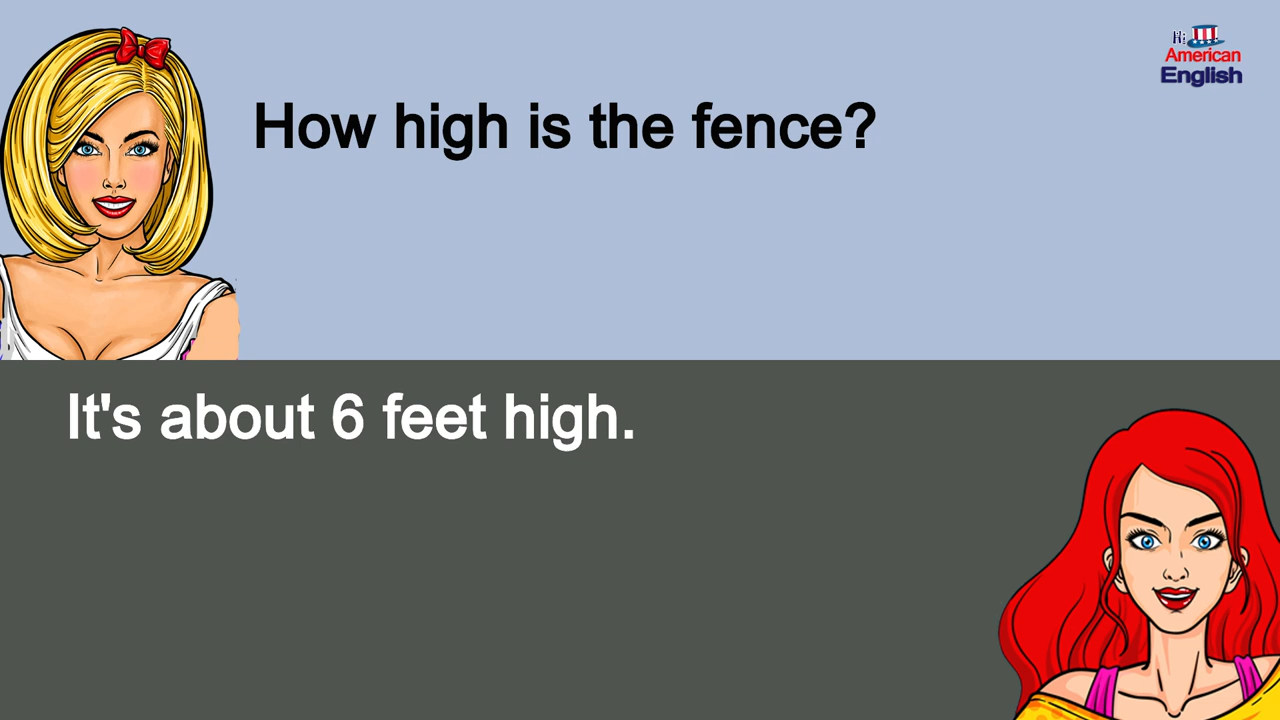 Hi
American
English
How high is the fence?
It's about 6 feet high.